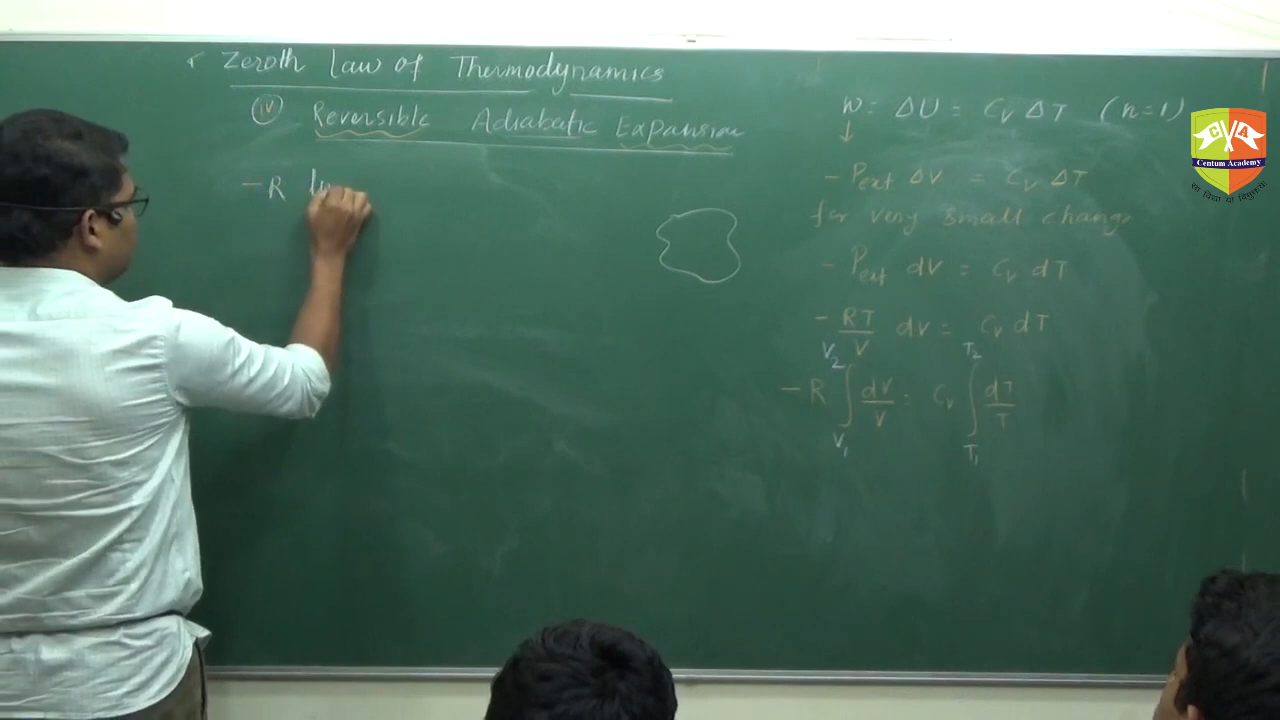 Zeroth Law of Thermodynamics
(iv) Reversible Adiabatic Expansion
- R ln
W = ΔU = Cv ΔT (n=1)
↓
- Pext ΔV = Cv ΔT
for very small change
- Pext dV = Cv dT
- RT/V dV = Cv dT
- R ∫_{V1}^{V2} dV/V = Cv ∫_{T1}^{T2} dT/T
C A
Centum Academy